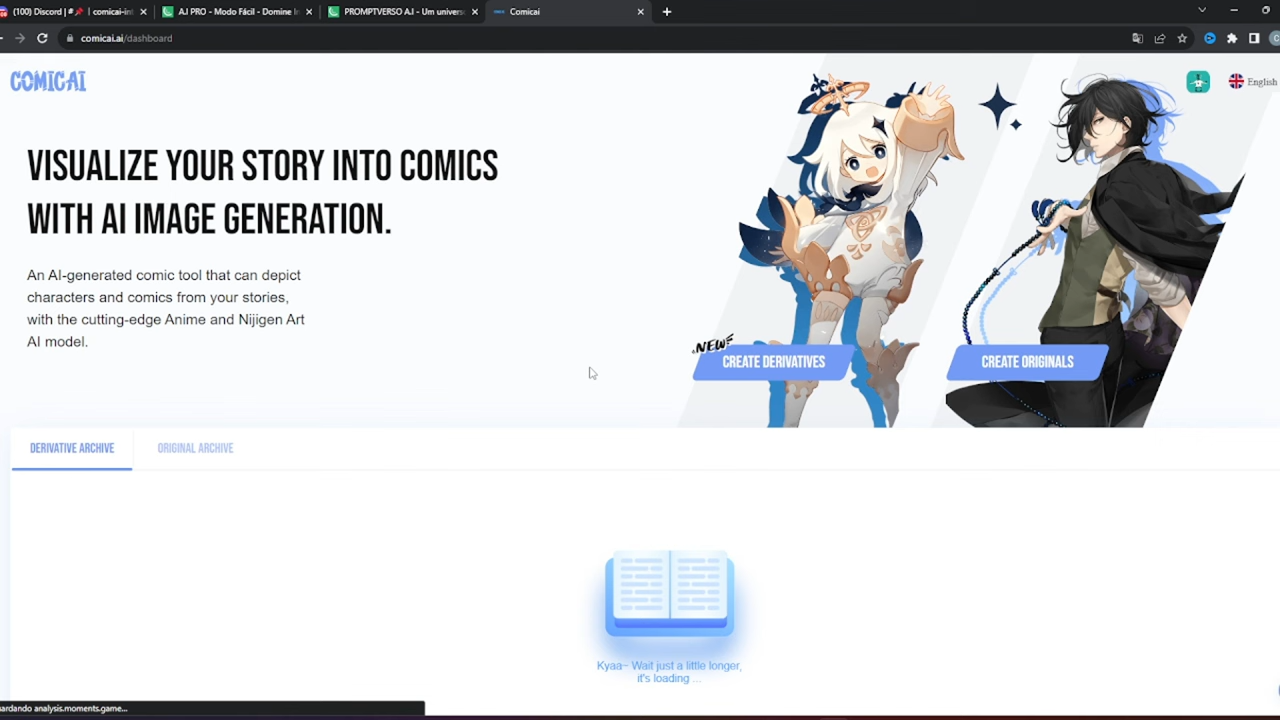 (100) Discord | # | comicai-in
A.I PRO - Modo Fácil - Domine I
PROMPTVERSO A.I - Um univers
Comicai
comicai.ai/dashboard
COMICAI
English
VISUALIZE YOUR STORY INTO COMICS
WITH AI IMAGE GENERATION.
An AI-generated comic tool that can depict
characters and comics from your stories,
with the cutting-edge Anime and Nijigen Art
AI model.
NEW
CREATE DERIVATIVES
CREATE ORIGINALS
DERIVATIVE ARCHIVE
ORIGINAL ARCHIVE
Kyaa~ Wait just a little longer,
it's loading ...
uardando analysis.moments.game...